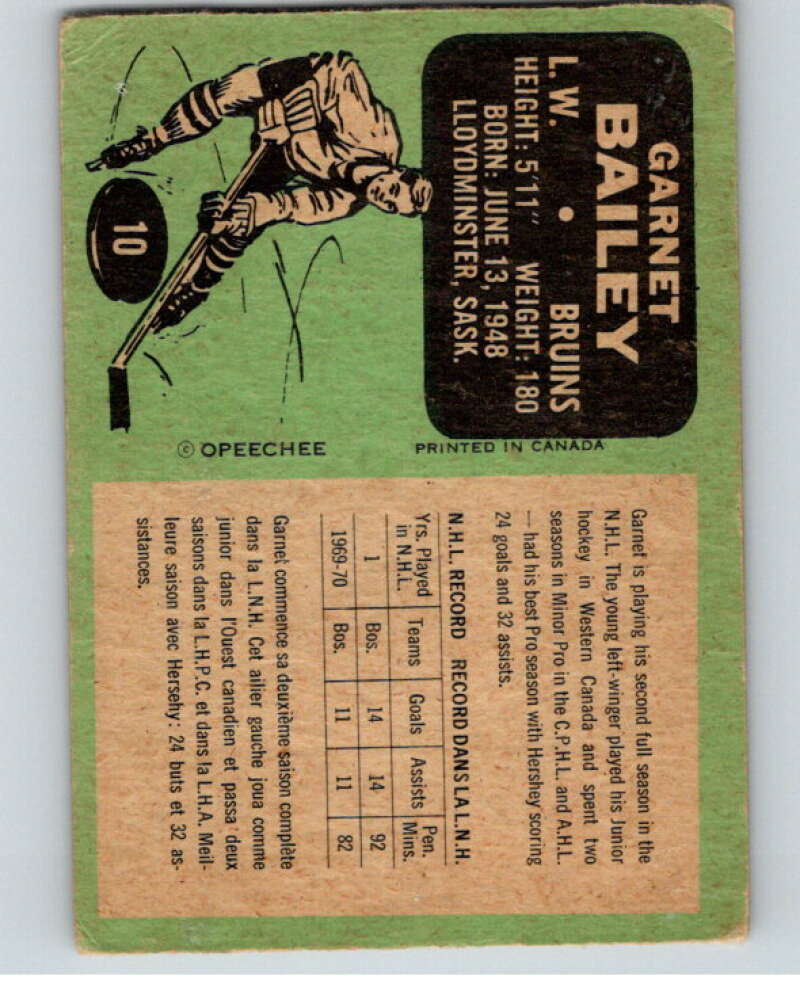 GARNET
BAILEY
L.W. • BRUINS
HEIGHT: 5'11" WEIGHT: 180
BORN: JUNE 13, 1948
LLOYDMINSTER, SASK.
10
© OPEECHEE
PRINTED IN CANADA
Garnet is playing his second full season in the
N.H.L. The young left-winger played his Junior
hockey in Western Canada and spent two
seasons in Minor Pro in the C.P.H.L. and A.H.L.
— had his best Pro season with Hershey scoring
24 goals and 32 assists.
N.H.L. RECORD RECORD DANS LA L.N.H.
Yrs. Played in N.H.L. Teams Goals Assists Pen. Mins.
1 Bos. 14 14 92
1969-70 Bos. 11 11 82
Garnet commence sa deuxième saison complète
dans la L.N.H. Cet ailier gauche joua comme
junior dans l'Ouest canadien et passa deux
saisons dans la L.H.P.C. et dans la L.H.A. Meil-
leure saison avec Hersehy: 24 buts et 32 as-
sistances.